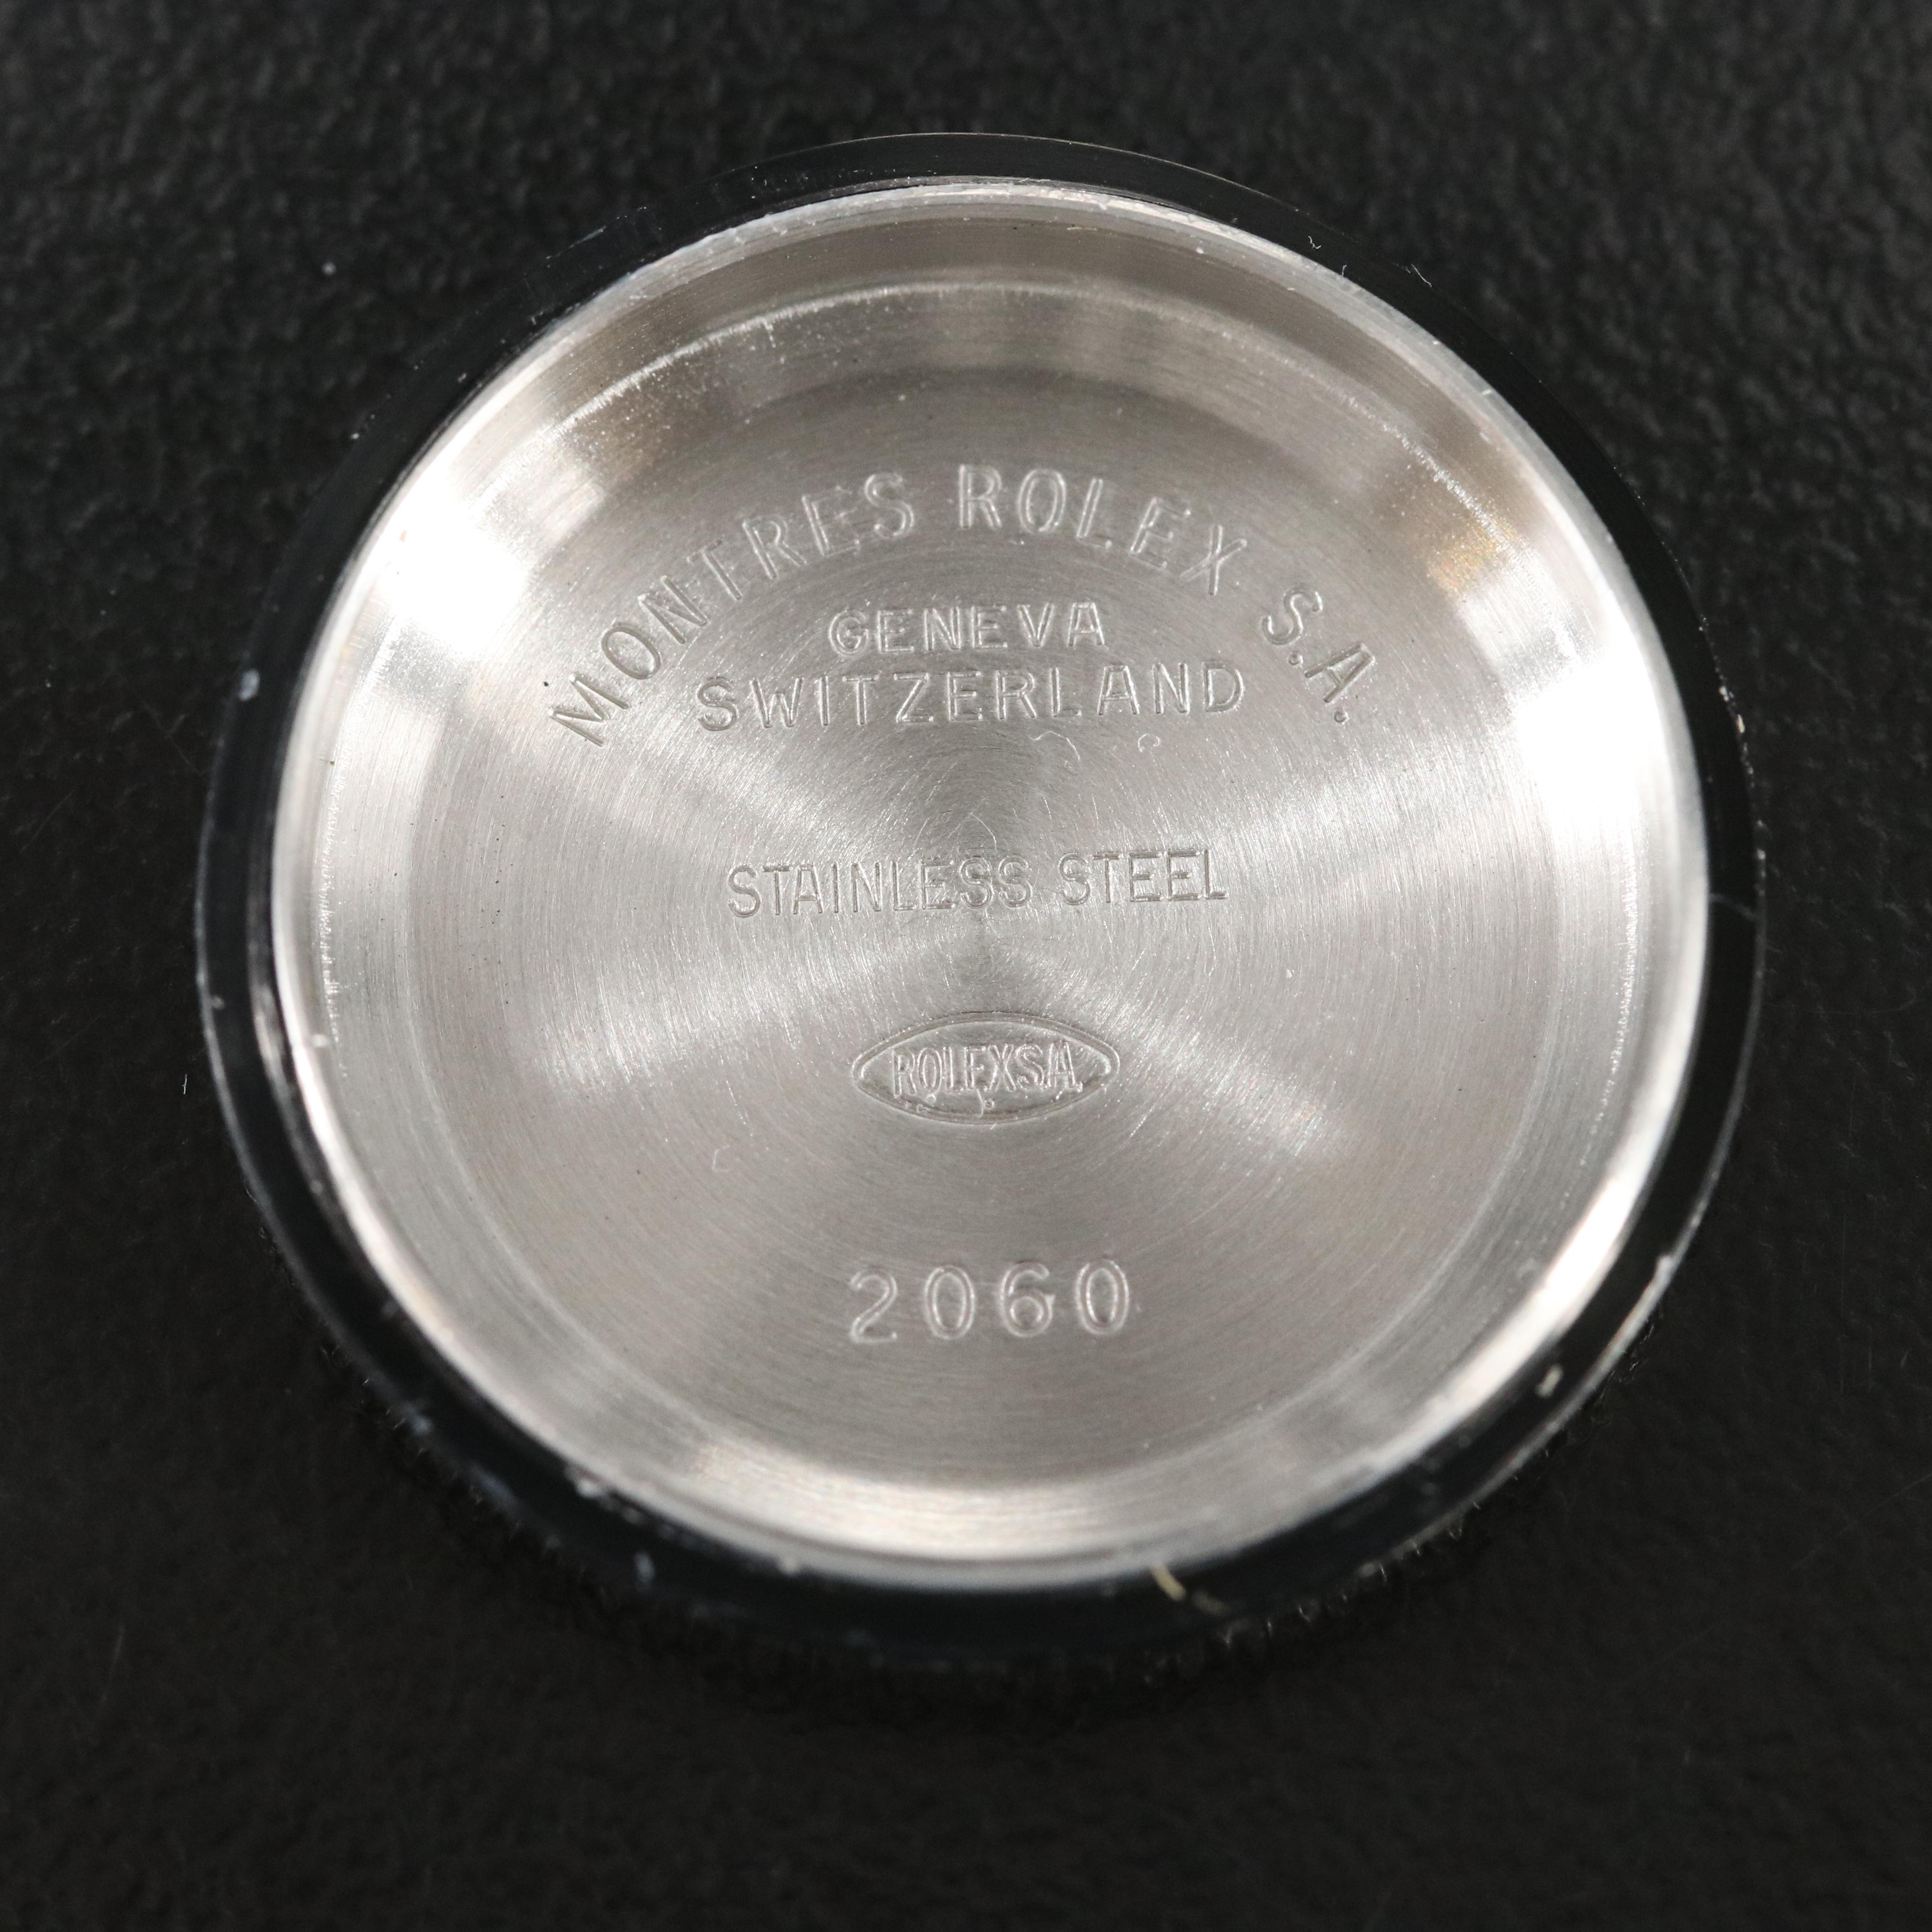 MONTRES ROLEX S.A.
GENEVA
SWITZERLAND
STAINLESS STEEL
ROLEXSA
2060